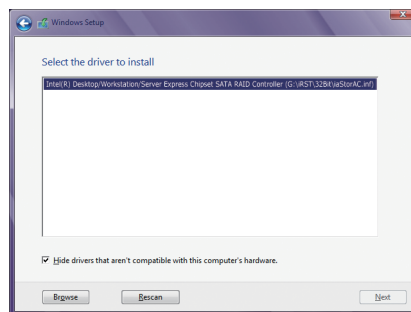 Windows Setup
Select the driver to install
Intel(R) Desktop/Workstation/Server Express Chipset SATA RAID Controller (G:\iRST\32Bit\iaStorAC.inf)
Hide drivers that aren't compatible with this computer's hardware.
Browse Rescan Next